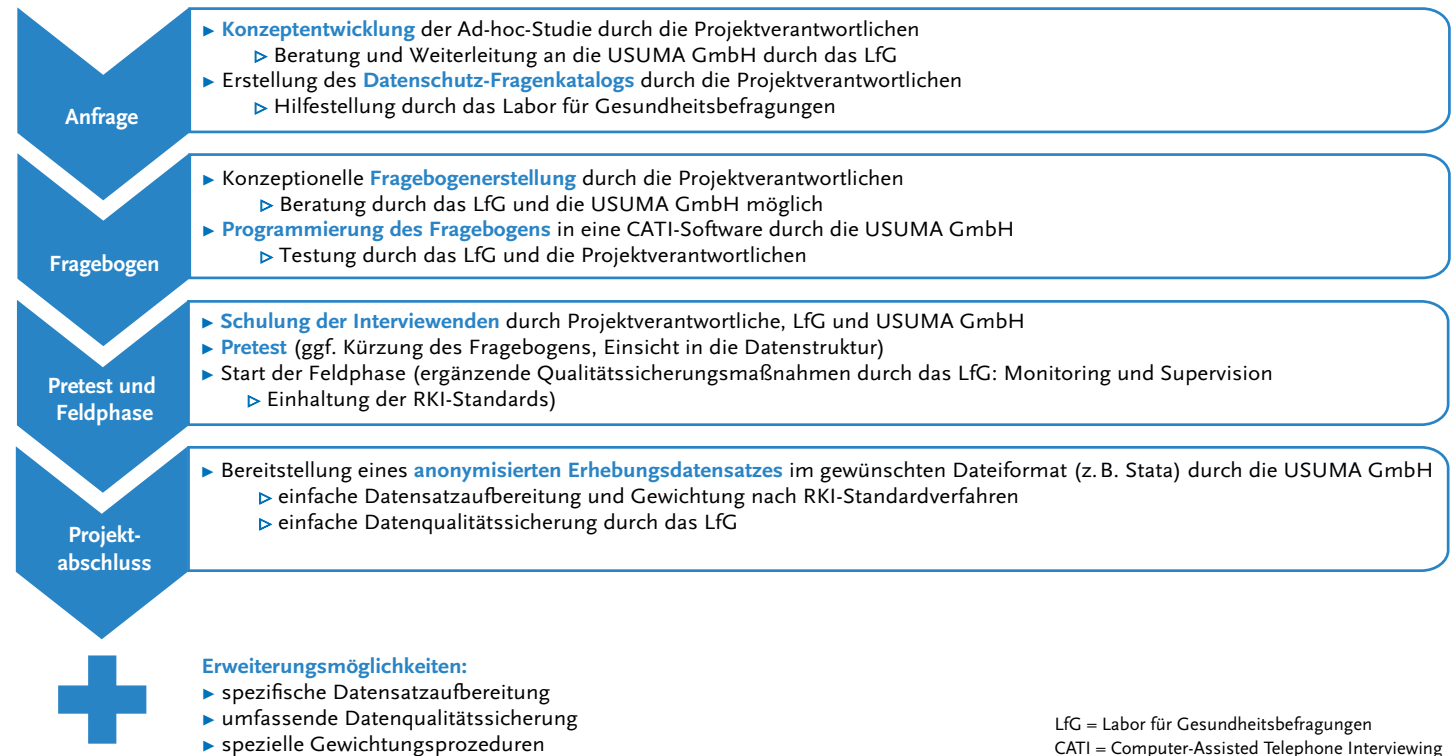 Anfrage
▶ Konzeptentwicklung der Ad-hoc-Studie durch die Projektverantwortlichen
▷ Beratung und Weiterleitung an die USUMA GmbH durch das LfG
▶ Erstellung des Datenschutz-Fragenkatalogs durch die Projektverantwortlichen
▷ Hilfestellung durch das Labor für Gesundheitsbefragungen
Fragebogen
▶ Konzeptionelle Fragebogenerstellung durch die Projektverantwortlichen
▷ Beratung durch das LfG und die USUMA GmbH möglich
▶ Programmierung des Fragebogens in eine CATI-Software durch die USUMA GmbH
▷ Testung durch das LfG und die Projektverantwortlichen
Pretest und
Feldphase
▶ Schulung der Interviewenden durch Projektverantwortliche, LfG und USUMA GmbH
▶ Pretest (ggf. Kürzung des Fragebogens, Einsicht in die Datenstruktur)
▶ Start der Feldphase (ergänzende Qualitätssicherungsmaßnahmen durch das LfG: Monitoring und Supervision
▷ Einhaltung der RKI-Standards)
Projekt-
abschluss
▶ Bereitstellung eines anonymisierten Erhebungsdatensatzes im gewünschten Dateiformat (z. B. Stata) durch die USUMA GmbH
▷ einfache Datensatzaufbereitung und Gewichtung nach RKI-Standardverfahren
▷ einfache Datenqualitätssicherung durch das LfG
Erweiterungsmöglichkeiten:
▶ spezifische Datensatzaufbereitung
▶ umfassende Datenqualitätssicherung
▶ spezielle Gewichtungsprozeduren
LfG = Labor für Gesundheitsbefragungen
CATI = Computer-Assisted Telephone Interviewing